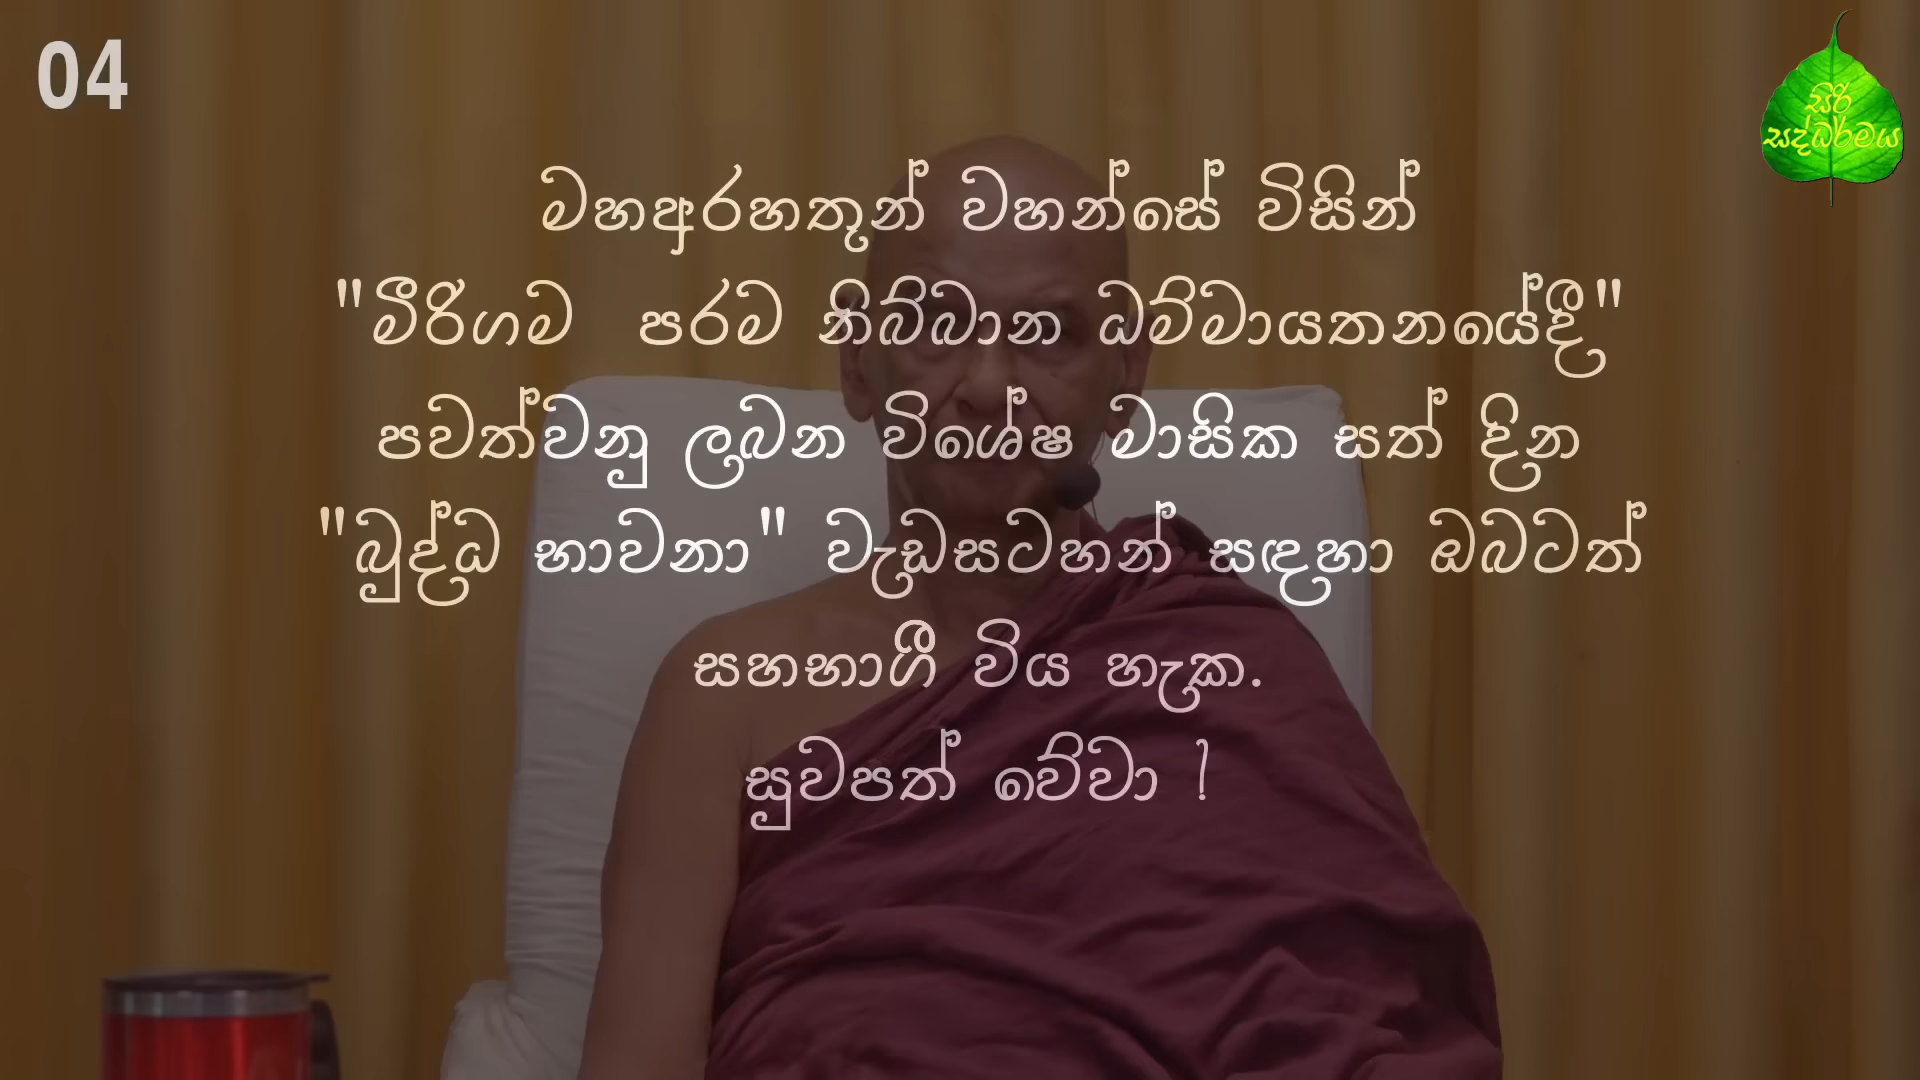 04
සිරි
සද්ධර්මය
මහඅරහතූන් වහන්සේ විසින්
"මීරිගම පරම නිබ්බාන ධම්මායතනයේදී"
පවත්වනු ලබන විශේෂ මාසික සත් දින
"බුද්ධ භාවනා" වැඩසටහන් සඳහා ඔබටත්
සහභාගී විය හැක.
සුවපත් වේවා !